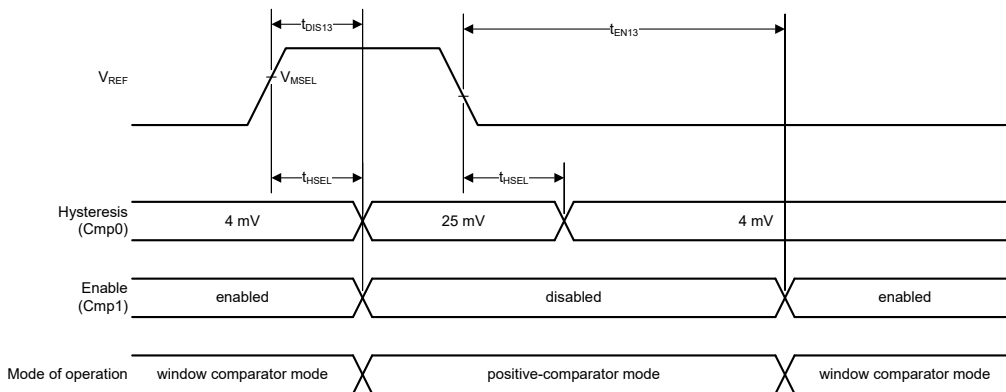 tDIS13
tEN13
VREF
VMSEL
tHSEL
tHSEL
Hysteresis
(Cmp0)
4 mV
25 mV
4 mV
Enable
(Cmp1)
enabled
disabled
enabled
Mode of operation
window comparator mode
positive-comparator mode
window comparator mode